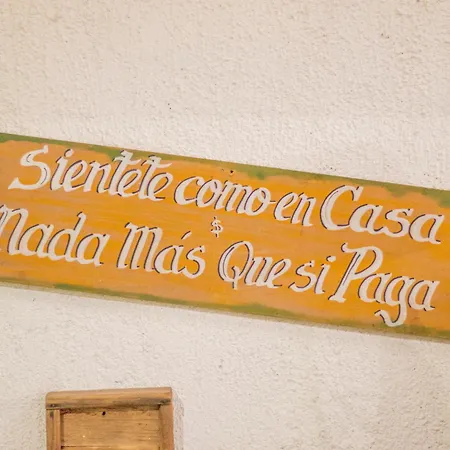 Sientete como en Casa
$
Nada Más Que si Paga